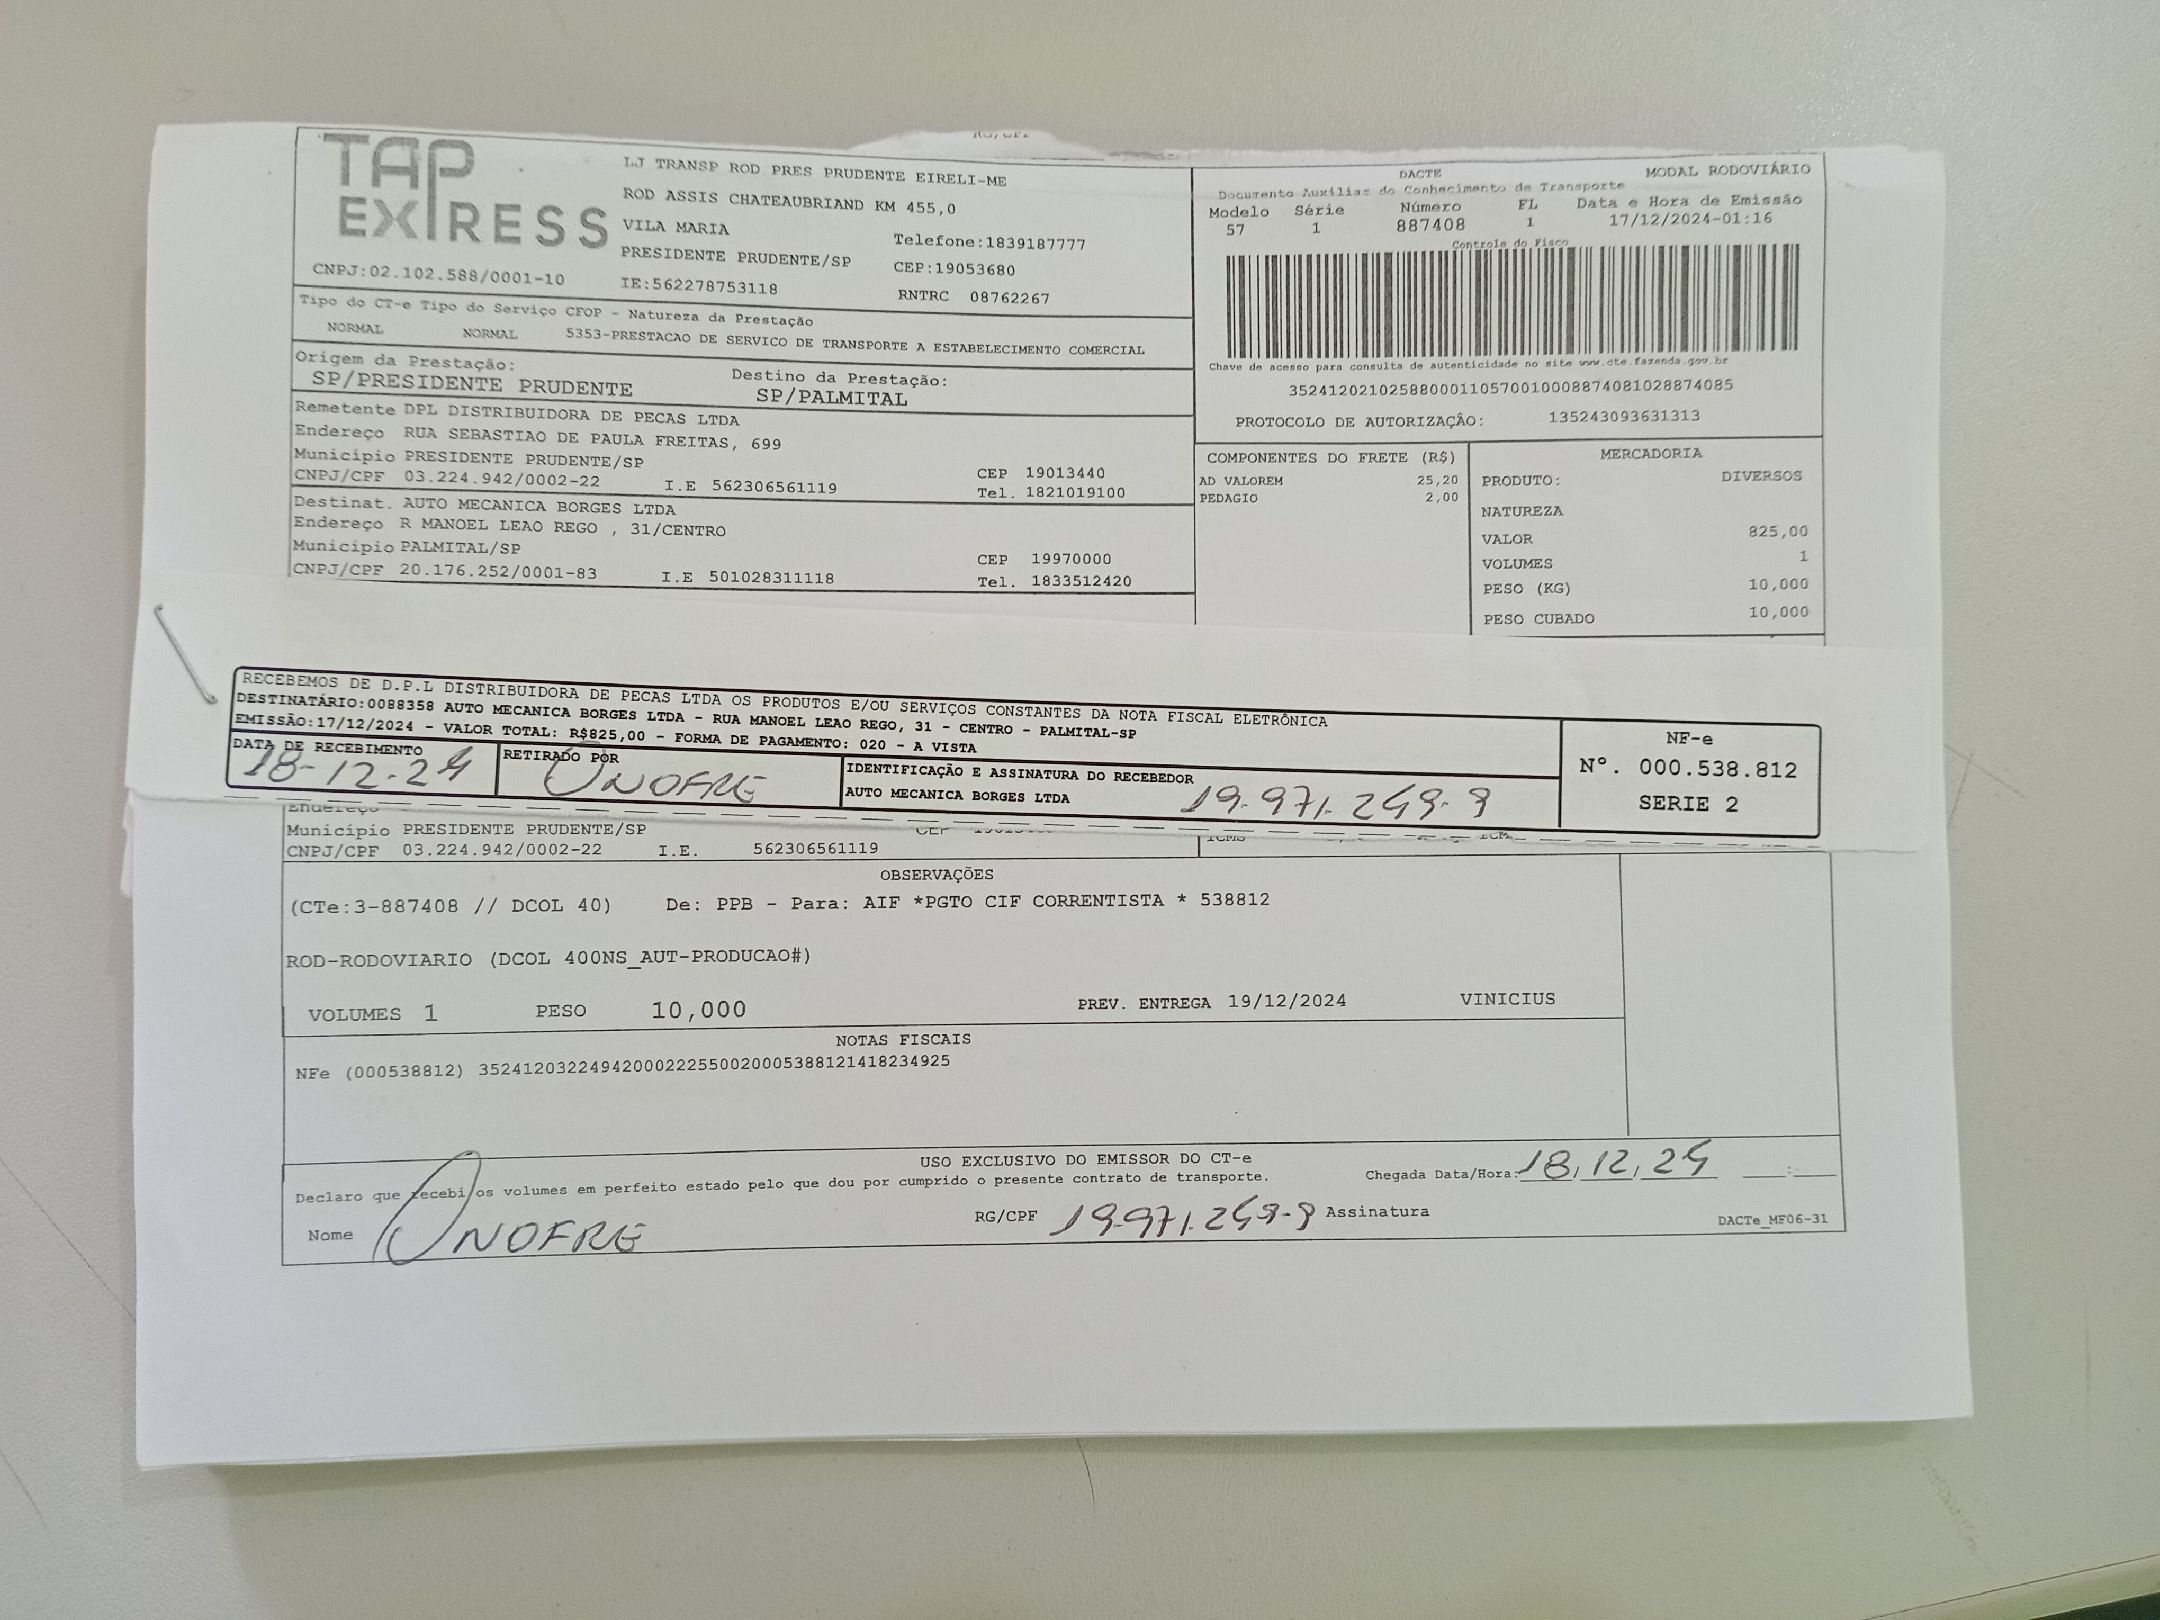 TAP
EXPRESS
CNPJ:02.102.588/0001-10
LJ TRANSP ROD PRES PRUDENTE EIRELI-ME
ROD ASSIS CHATEAUBRIAND KM 455,0
VILA MARIA
Telefone:1839187777
PRESIDENTE PRUDENTE/SP
CEP:19053680
IE:562278753118
RNTRC 08762267
DACTE
MODAL RODOVIÁRIO
Documento Auxiliar do Conhecimento de Transporte
Modelo Série Número FL Data e Hora de Emissão
57 1 887408 1 17/12/2024-01:16
Controle do Fisco
Chave de acesso para consulta de autenticidade no site www.cte.fazenda.gov.br
35241202102588000110570010008874081028874085
PROTOCOLO DE AUTORIZAÇÃO: 135243093631313
Tipo do CT-e Tipo do Serviço CFOP - Natureza da Prestação
NORMAL NORMAL 5353-PRESTACAO DE SERVICO DE TRANSPORTE A ESTABELECIMENTO COMERCIAL
Origem da Prestação: Destino da Prestação:
SP/PRESIDENTE PRUDENTE SP/PALMITAL
Remetente DPL DISTRIBUIDORA DE PECAS LTDA
Endereço RUA SEBASTIAO DE PAULA FREITAS, 699
Município PRESIDENTE PRUDENTE/SP CEP 19013440
CNPJ/CPF 03.224.942/0002-22 I.E 562306561119 Tel. 1821019100
Destinat. AUTO MECANICA BORGES LTDA
Endereço R MANOEL LEAO REGO , 31/CENTRO
Município PALMITAL/SP CEP 19970000
CNPJ/CPF 20.176.252/0001-83 I.E 501028311118 Tel. 1833512420
COMPONENTES DO FRETE (R$)
AD VALOREM 25,20
PEDAGIO 2,00
MERCADORIA
PRODUTO: DIVERSOS
NATUREZA
VALOR 825,00
VOLUMES 1
PESO (KG) 10,000
PESO CUBADO 10,000
RECEBEMOS DE D.P.L DISTRIBUIDORA DE PECAS LTDA OS PRODUTOS E/OU SERVIÇOS CONSTANTES DA NOTA FISCAL ELETRÔNICA
DESTINATÁRIO:0088358 AUTO MECANICA BORGES LTDA - RUA MANOEL LEAO REGO, 31 - CENTRO - PALMITAL-SP
EMISSÃO:17/12/2024 - VALOR TOTAL: R$825,00 - FORMA DE PAGAMENTO: 020 - A VISTA
DATA DE RECEBIMENTO
18-12-24
RETIRADO POR
ONOFRE
IDENTIFICAÇÃO E ASSINATURA DO RECEBEDOR
AUTO MECANICA BORGES LTDA
NF-e
Nº. 000.538.812
SERIE 2
Endereço
Município PRESIDENTE PRUDENTE/SP
CNPJ/CPF 03.224.942/0002-22 I.E. 562306561119
OBSERVAÇÕES
(CTe:3-887408 // DCOL 40) De: PPB - Para: AIF *PGTO CIF CORRENTISTA * 538812
ROD-RODOVIARIO (DCOL 400NS_AUT-PRODUCAO#)
VOLUMES 1 PESO 10,000 PREV. ENTREGA 19/12/2024 VINICIUS
NOTAS FISCAIS
NFe (000538812) 35241203224942000222550020005388121418234925
USO EXCLUSIVO DO EMISSOR DO CT-e
Declaro que recebi os volumes em perfeito estado pelo que dou por cumprido o presente contrato de transporte.
Chegada Data/Hora: 18,12,24
Nome ONOFRE RG/CPF Assinatura
DACTe_MF06-31